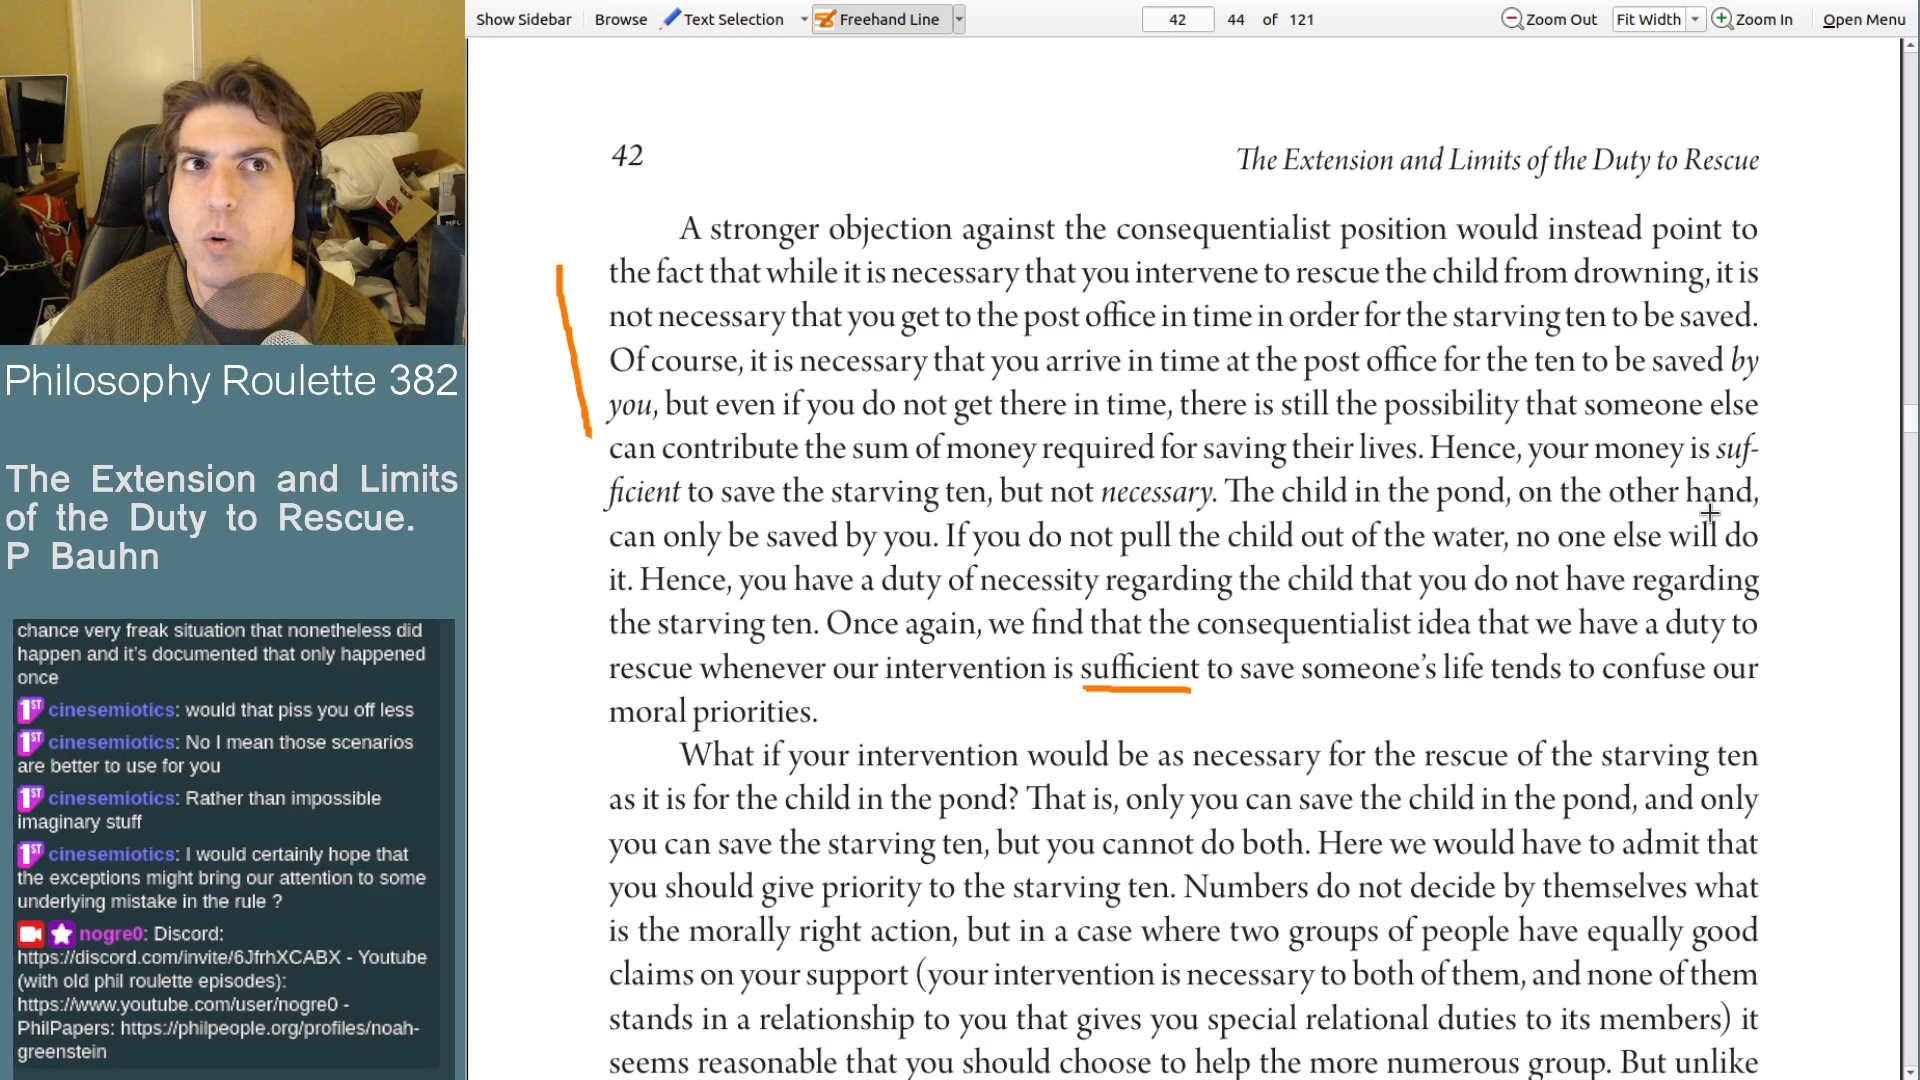 Show Sidebar Browse Text Selection Freehand Line 42 44 of 121 Zoom Out Fit Width Zoom In Open Menu
42 The Extension and Limits of the Duty to Rescue
A stronger objection against the consequentialist position would instead point to
the fact that while it is necessary that you intervene to rescue the child from drowning, it is
not necessary that you get to the post office in time in order for the starving ten to be saved.
Of course, it is necessary that you arrive in time at the post office for the ten to be saved by
you, but even if you do not get there in time, there is still the possibility that someone else
can contribute the sum of money required for saving their lives. Hence, your money is suf-
ficient to save the starving ten, but not necessary. The child in the pond, on the other hand,
can only be saved by you. If you do not pull the child out of the water, no one else will do
it. Hence, you have a duty of necessity regarding the child that you do not have regarding
the starving ten. Once again, we find that the consequentialist idea that we have a duty to
rescue whenever our intervention is sufficient to save someone's life tends to confuse our
moral priorities.
What if your intervention would be as necessary for the rescue of the starving ten
as it is for the child in the pond? That is, only you can save the child in the pond, and only
you can save the starving ten, but you cannot do both. Here we would have to admit that
you should give priority to the starving ten. Numbers do not decide by themselves what
is the morally right action, but in a case where two groups of people have equally good
claims on your support (your intervention is necessary to both of them, and none of them
stands in a relationship to you that gives you special relational duties to its members) it
seems reasonable that you should choose to help the more numerous group. But unlike
Philosophy Roulette 382
The Extension and Limits
of the Duty to Rescue.
P Bauhn
chance very freak situation that nonetheless did
happen and it's documented that only happened
once
1ST cinesemiotics: would that piss you off less
1ST cinesemiotics: No I mean those scenarios
are better to use for you
1ST cinesemiotics: Rather than impossible
imaginary stuff
1ST cinesemiotics: I would certainly hope that
the exceptions might bring our attention to some
underlying mistake in the rule ?
nogre0: Discord:
https://discord.com/invite/6JfrhXCABX - Youtube
(with old phil roulette episodes):
https://www.youtube.com/user/nogre0 -
PhilPapers: https://philpeople.org/profiles/noah-
greenstein